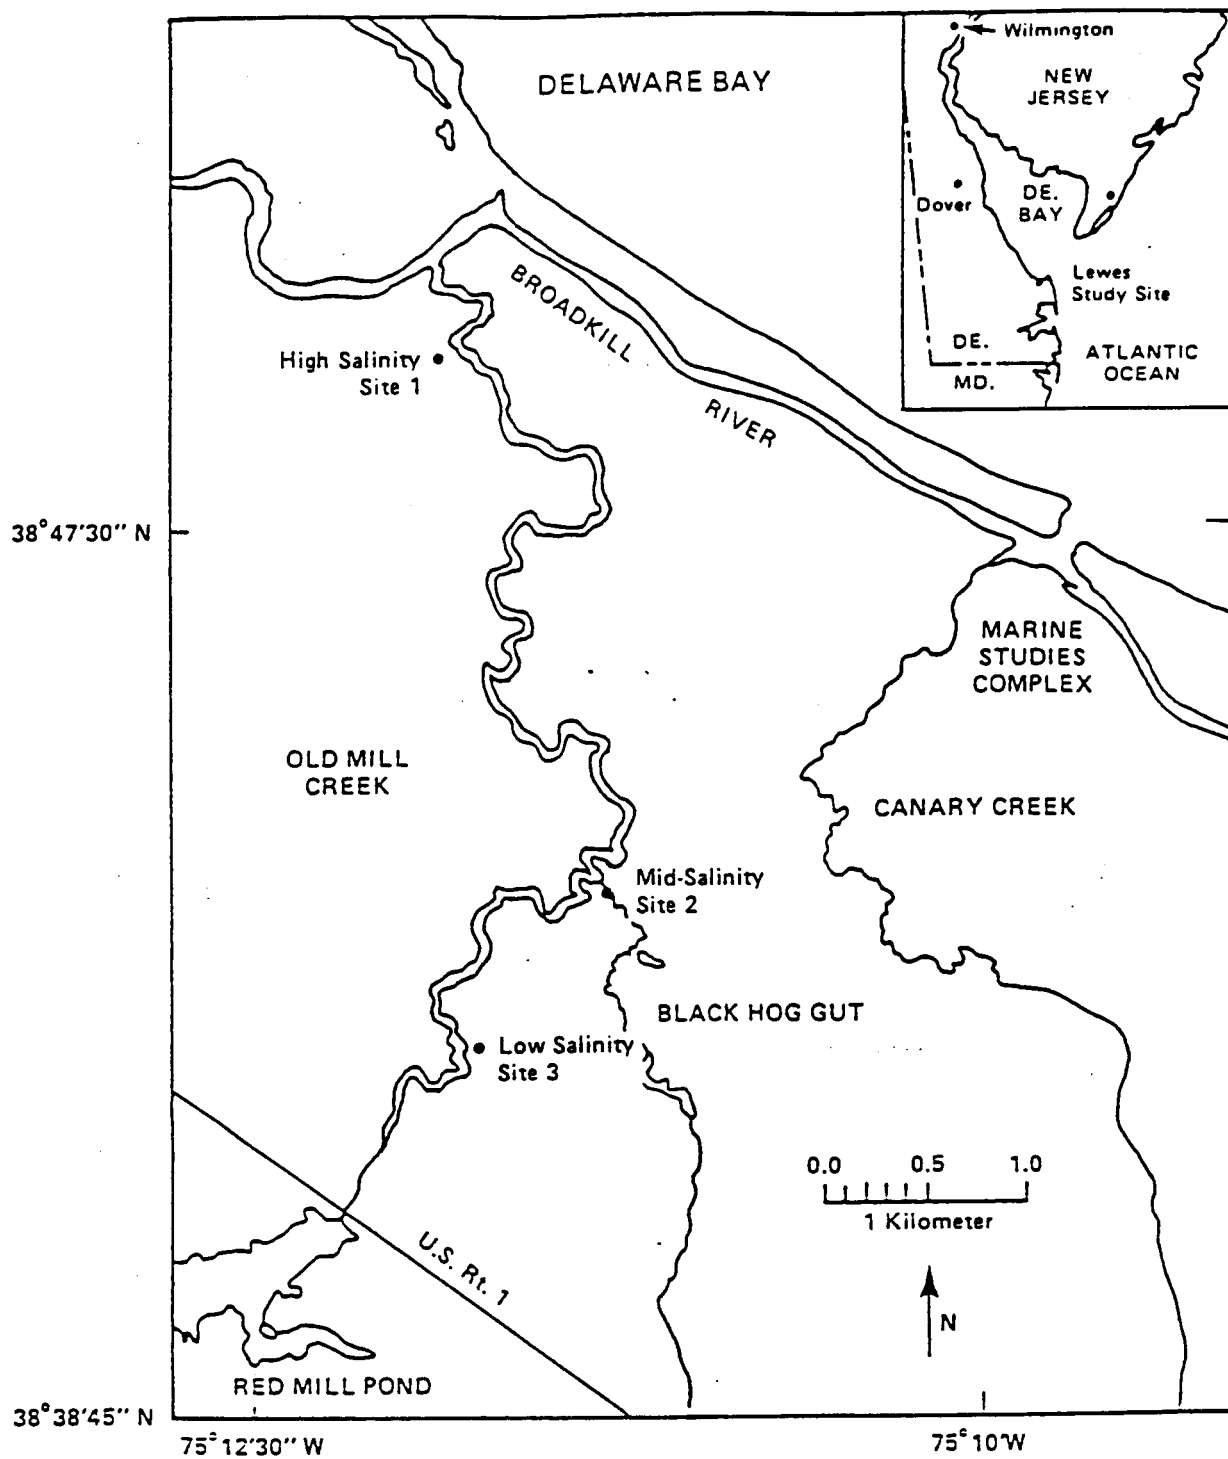 DELAWARE BAY
Wilmington
NEW
JERSEY
Dover
DE.
BAY
Lewes
Study Site
DE.
MD.
ATLANTIC
OCEAN
BROADKILL
RIVER
High Salinity
Site 1
38°47'30" N
MARINE
STUDIES
COMPLEX
OLD MILL
CREEK
CANARY CREEK
Mid-Salinity
Site 2
BLACK HOG GUT
Low Salinity
Site 3
0.0 0.5 1.0
1 Kilometer
U.S. Rt. 1
N
RED MILL POND
38°38'45" N
75°12'30" W
75°10'W